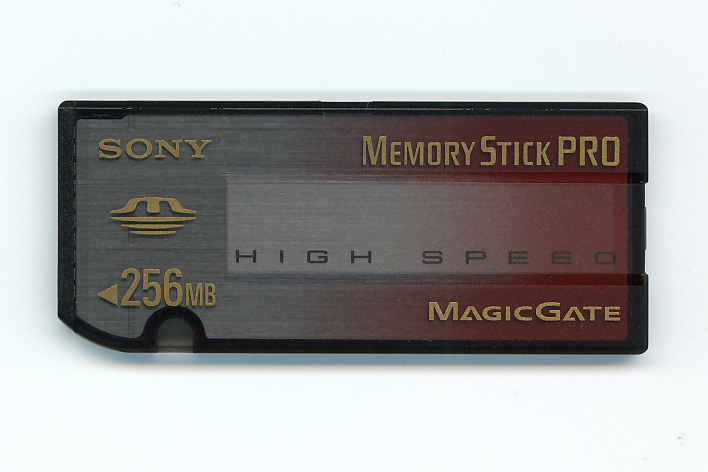 SONY
MEMORY STICK PRO
HIGH SPEED
256MB
MAGICGATE